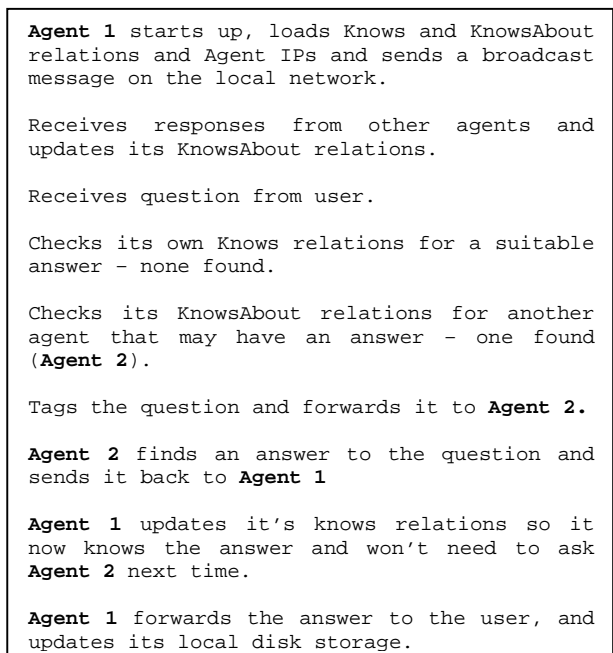 Agent 1 starts up, loads Knows and KnowsAbout
relations and Agent IPs and sends a broadcast
message on the local network.
Receives responses from other agents and
updates its KnowsAbout relations.
Receives question from user.
Checks its own Knows relations for a suitable
answer – none found.
Checks its KnowsAbout relations for another
agent that may have an answer – one found
(Agent 2).
Tags the question and forwards it to Agent 2.
Agent 2 finds an answer to the question and
sends it back to Agent 1
Agent 1 updates it's knows relations so it
now knows the answer and won't need to ask
Agent 2 next time.
Agent 1 forwards the answer to the user, and
updates its local disk storage.